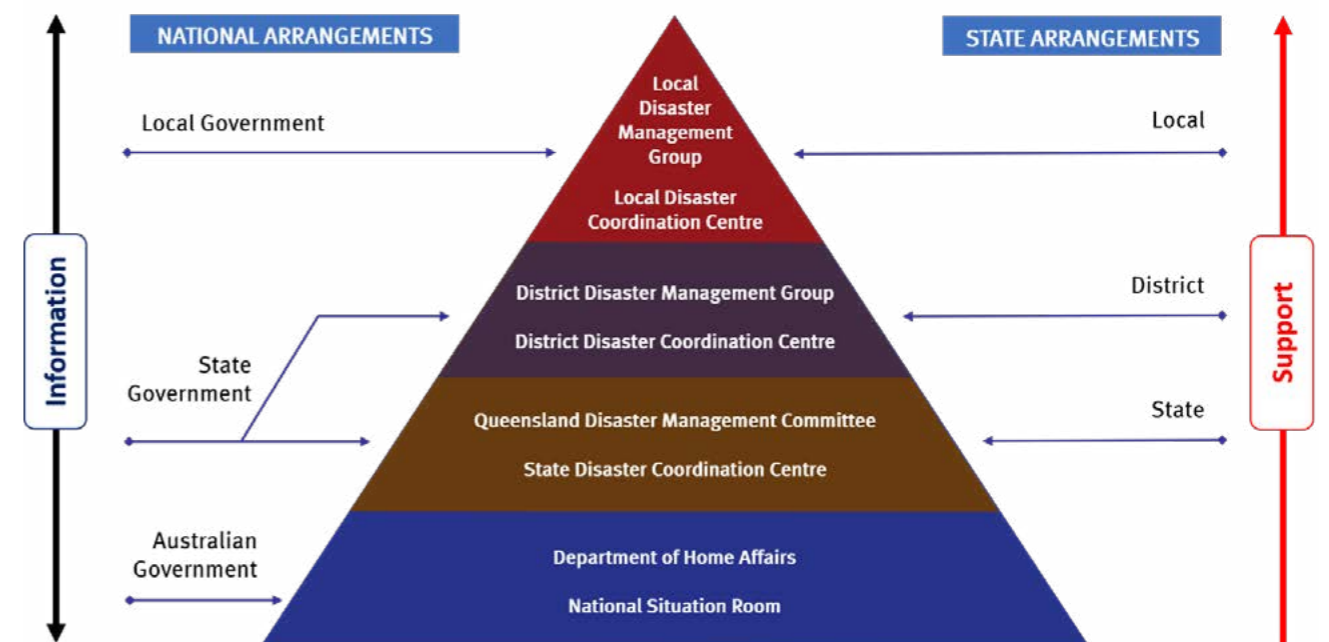 NATIONAL ARRANGEMENTS
STATE ARRANGEMENTS
Local
Disaster
Management
Group
Local Disaster
Coordination Centre
Local Government
Local
Information
District Disaster Management Group
District Disaster Coordination Centre
District
Support
State
Government
Queensland Disaster Management Committee
State Disaster Coordination Centre
State
Australian
Government
Department of Home Affairs
National Situation Room